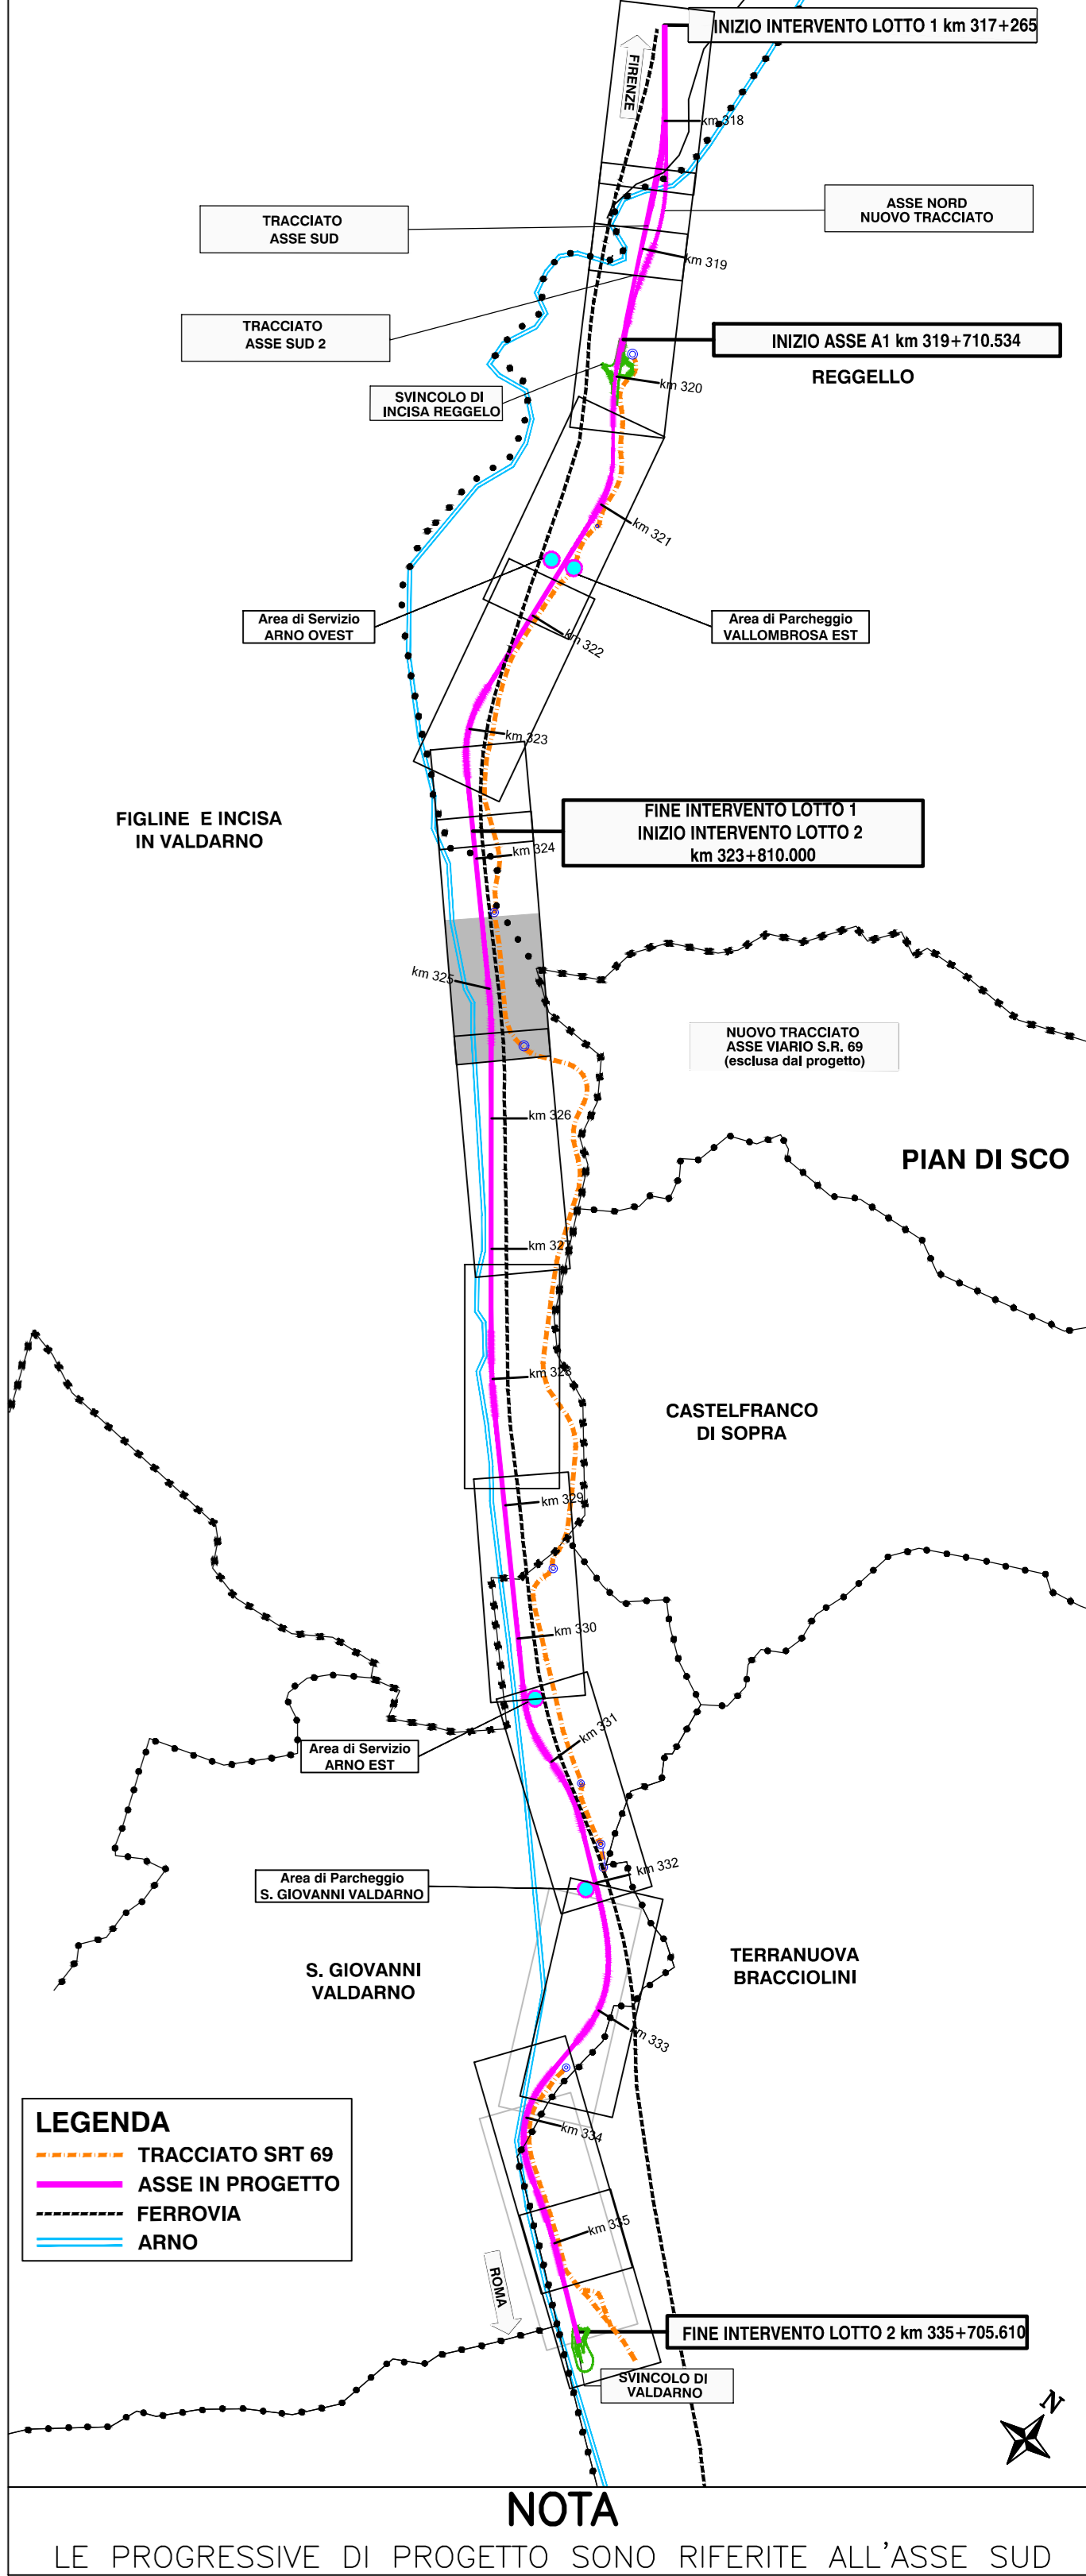 INIZIO INTERVENTO LOTTO 1 km 317+265
FIRENZE
km 318
TRACCIATO
ASSE SUD
ASSE NORD
NUOVO TRACCIATO
km 319
TRACCIATO
ASSE SUD 2
INIZIO ASSE A1 km 319+710.534
REGGELLO
km 320
SVINCOLO DI
INCISA REGGELO
km 321
Area di Servizio
ARNO OVEST
Area di Parcheggio
VALLOMBROSA EST
km 322
km 323
FIGLINE E INCISA
IN VALDARNO
FINE INTERVENTO LOTTO 1
INIZIO INTERVENTO LOTTO 2
km 323+810.000
km 324
km 325
NUOVO TRACCIATO
ASSE VIARIO S.R. 69
(esclusa dal progetto)
km 326
PIAN DI SCO
km 327
km 328
CASTELFRANCO
DI SOPRA
km 329
km 330
km 331
Area di Servizio
ARNO EST
km 332
Area di Parcheggio
S. GIOVANNI VALDARNO
TERRANUOVA
BRACCIOLINI
S. GIOVANNI
VALDARNO
km 333
km 334
LEGENDA
TRACCIATO SRT 69
ASSE IN PROGETTO
FERROVIA
ARNO
km 335
ROMA
FINE INTERVENTO LOTTO 2 km 335+705.610
SVINCOLO DI
VALDARNO
N
NOTA
LE PROGRESSIVE DI PROGETTO SONO RIFERITE ALL'ASSE SUD